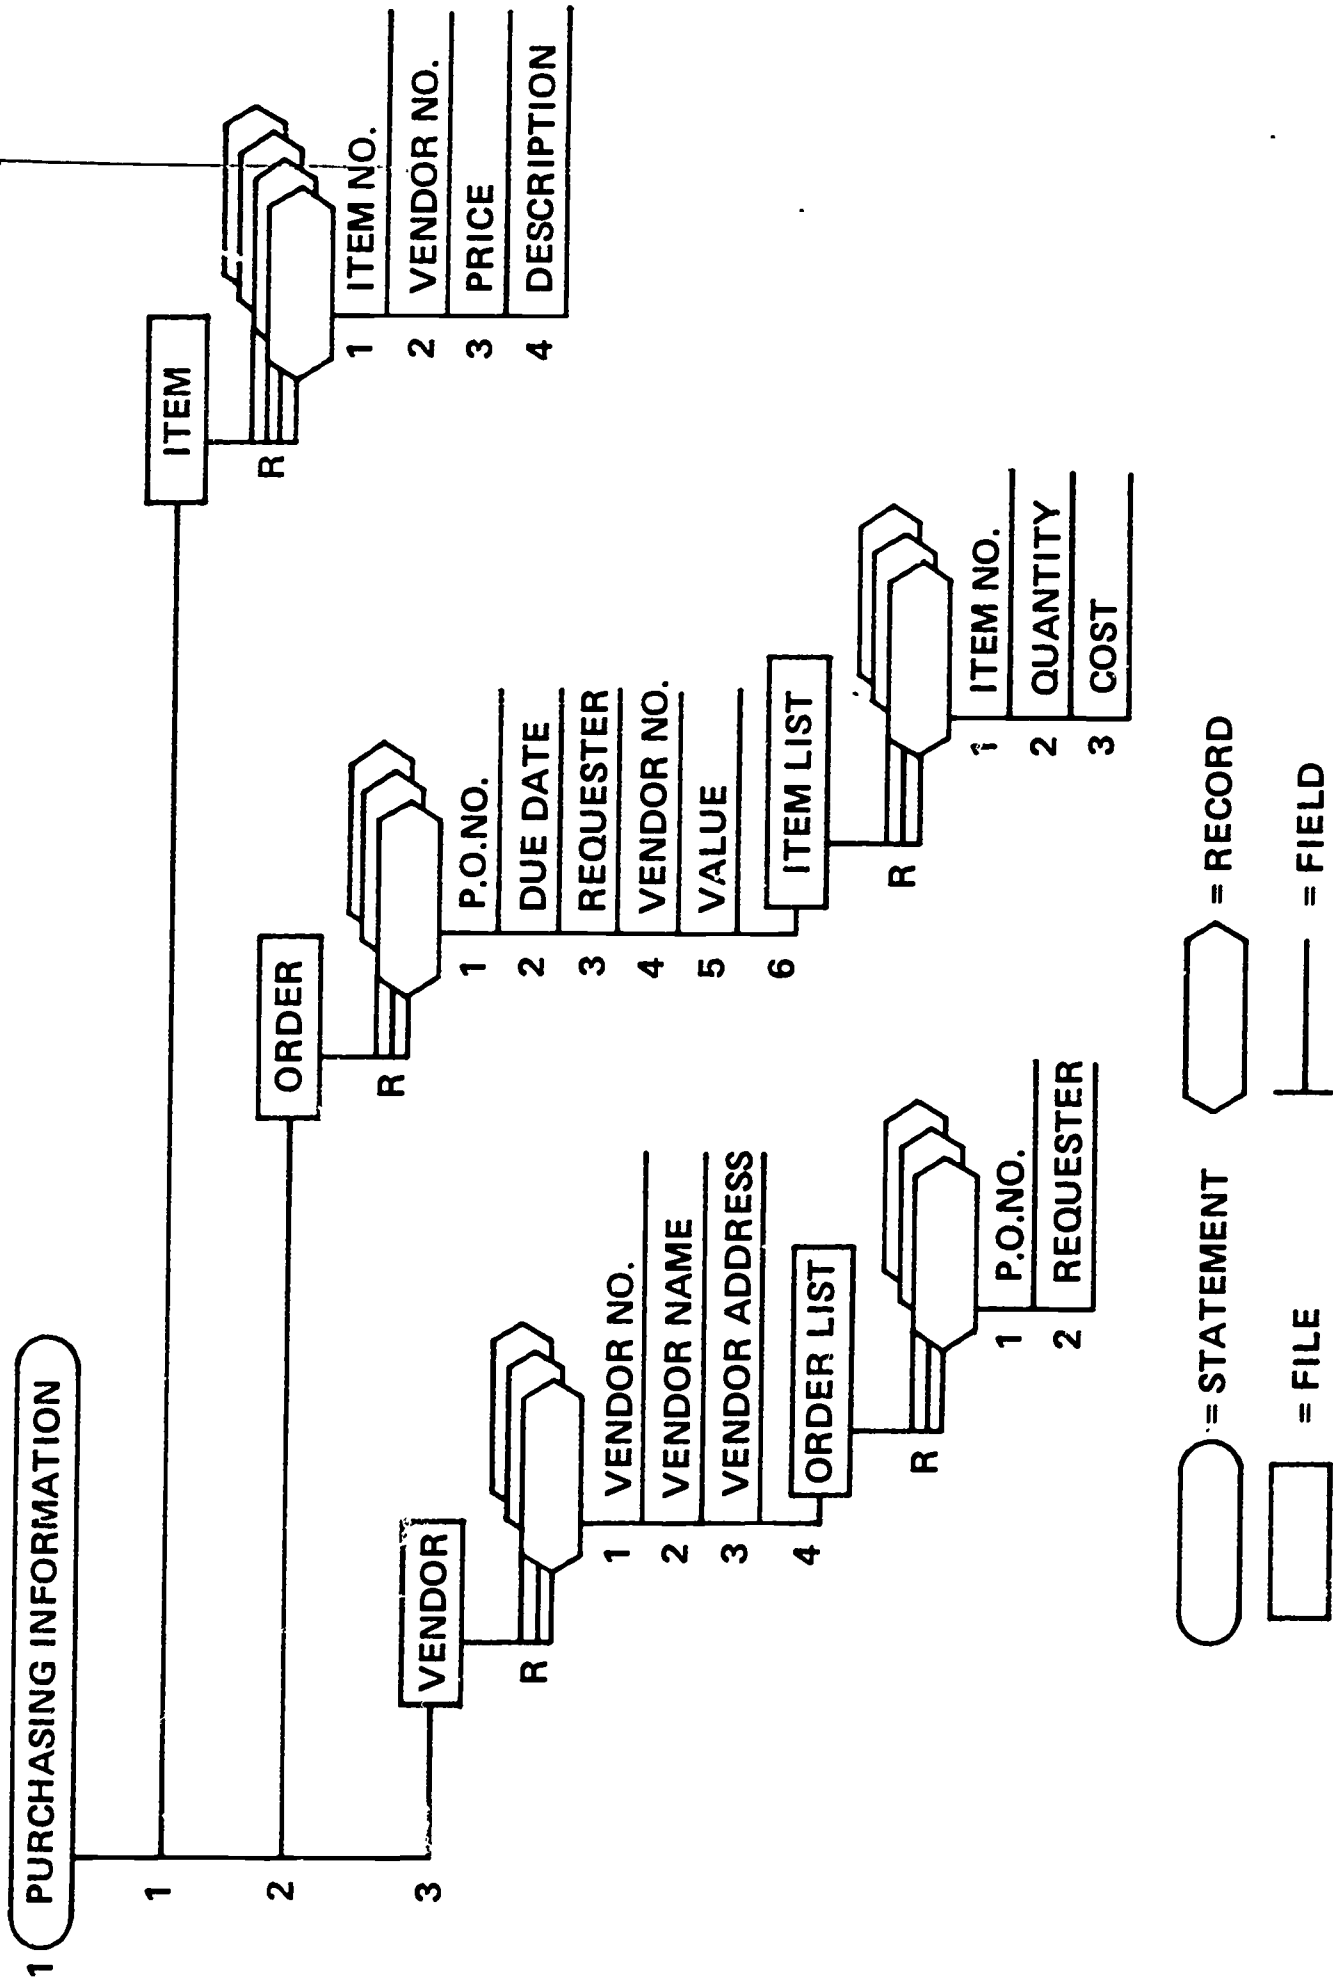 1 PURCHASING INFORMATION
1 ITEM
R
1 ITEM NO.
2 VENDOR NO.
3 PRICE
4 DESCRIPTION
2 ORDER
R
1 P.O.NO.
2 DUE DATE
3 REQUESTER
4 VENDOR NO.
5 VALUE
6 ITEM LIST
R
1 ITEM NO.
2 QUANTITY
3 COST
3 VENDOR
R
1 VENDOR NO.
2 VENDOR NAME
3 VENDOR ADDRESS
4 ORDER LIST
R
1 P.O.NO.
2 REQUESTER
= STATEMENT
= RECORD
= FILE
= FIELD